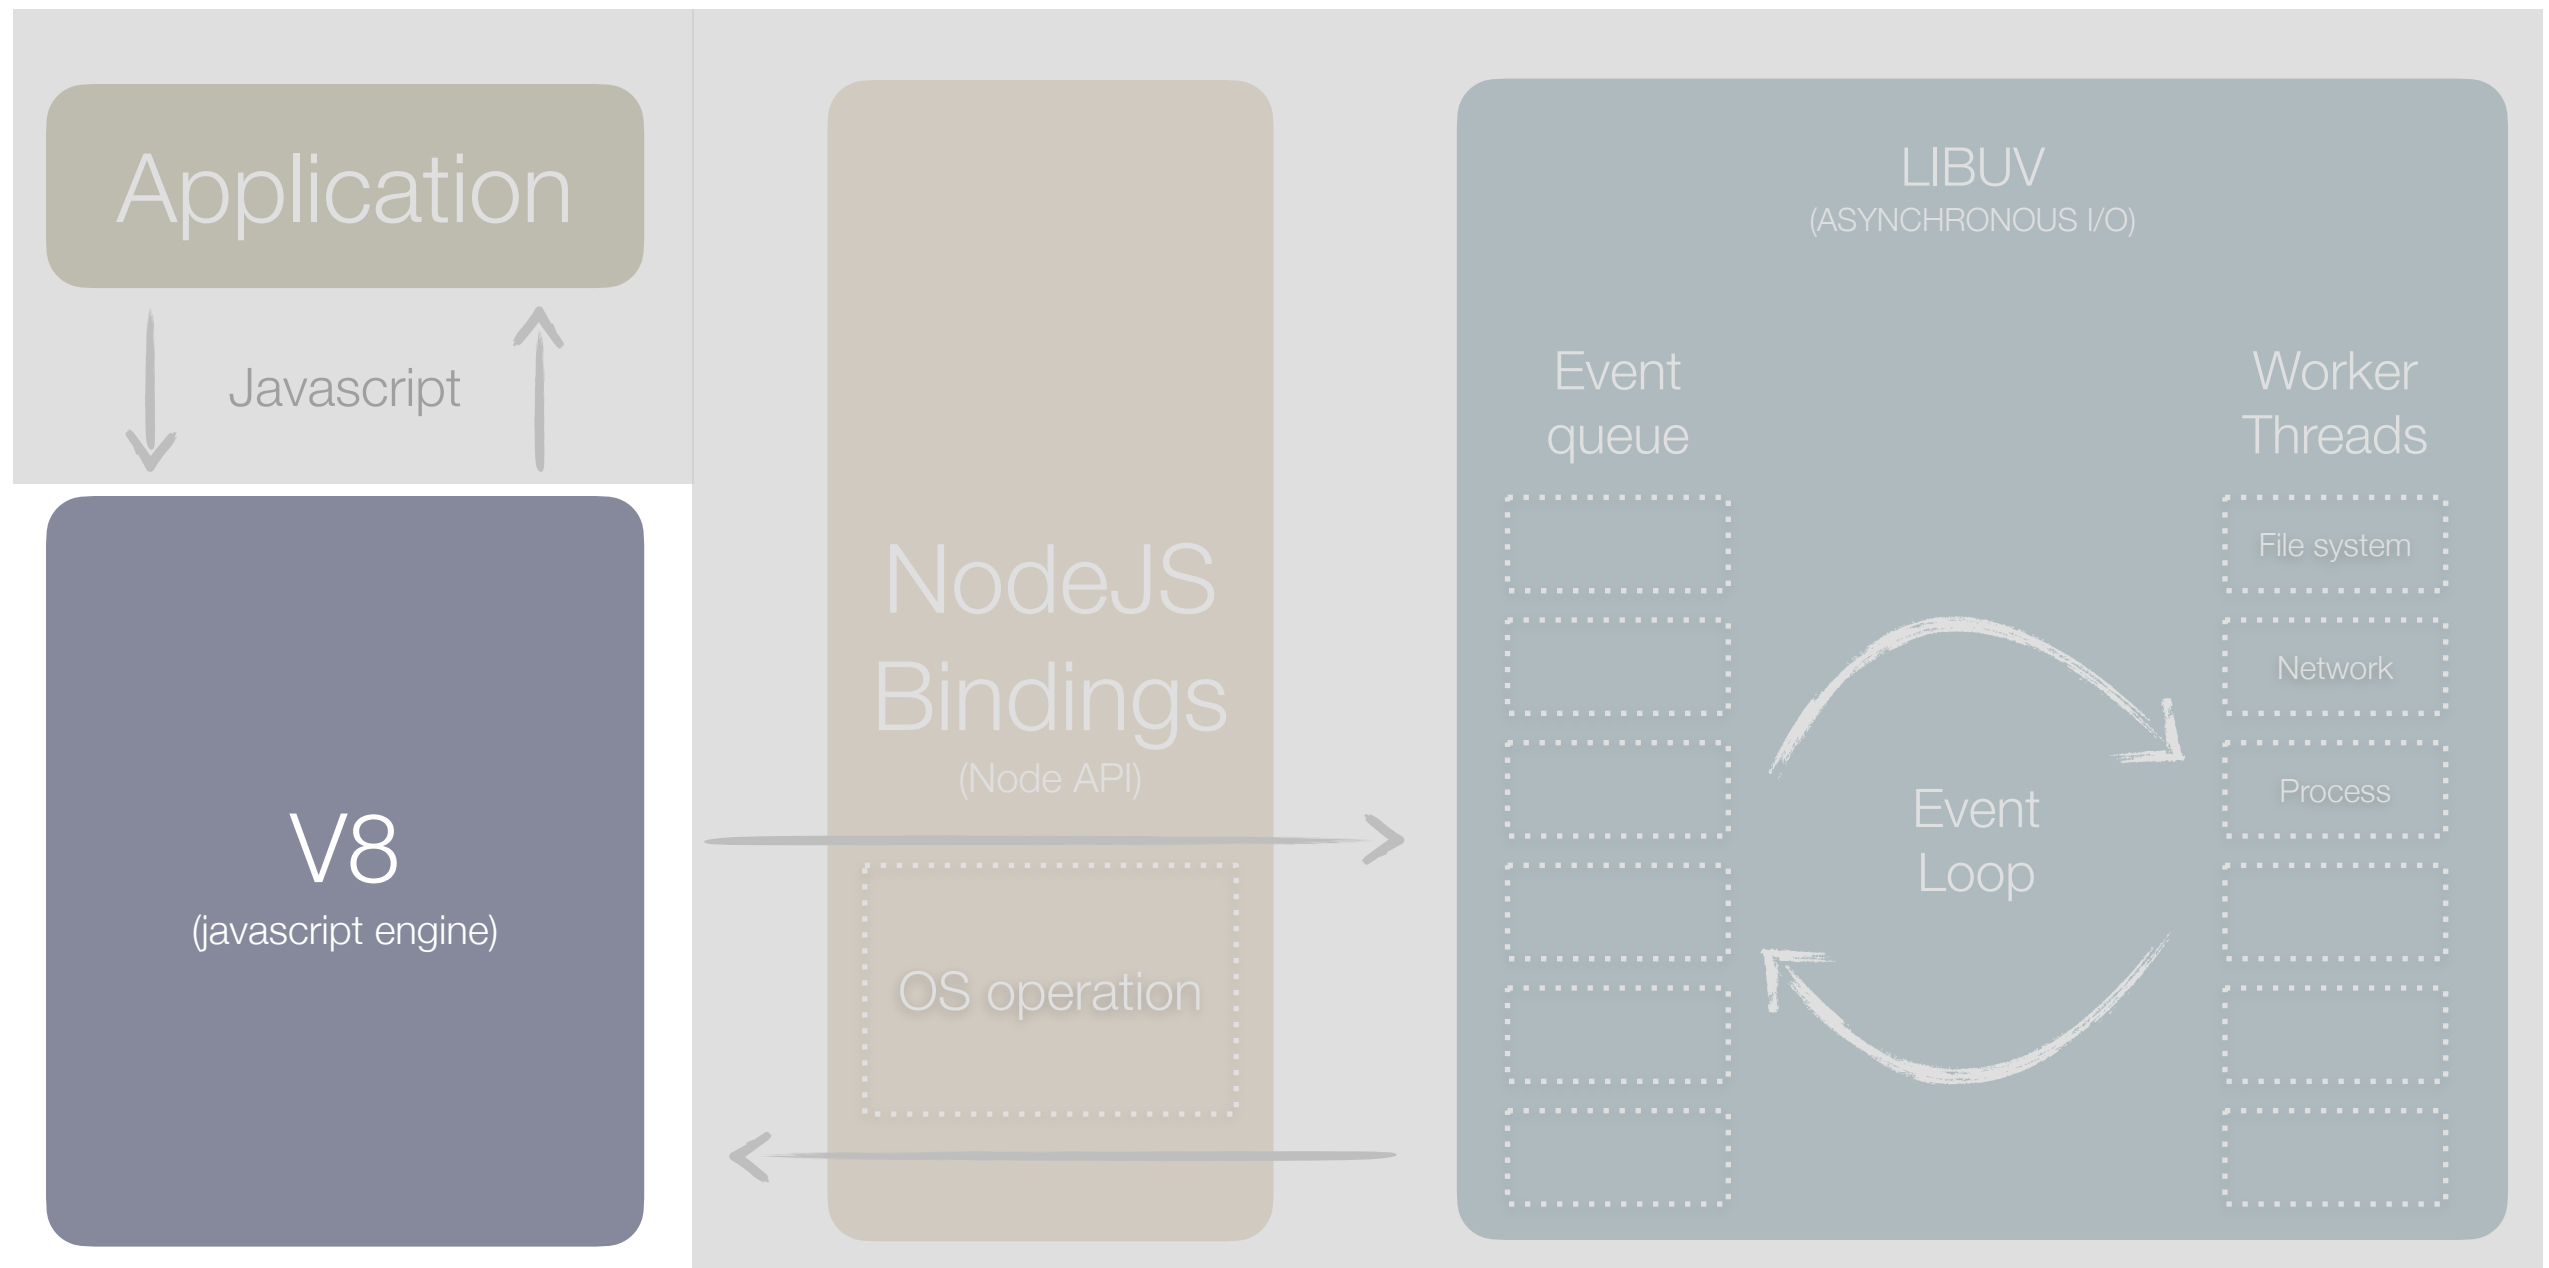 Application
Javascript
V8
(javascript engine)
NodeJS
Bindings
(Node API)
OS operation
LIBUV
(ASYNCHRONOUS I/O)
Event
queue
Event
Loop
Worker
Threads
File system
Network
Process